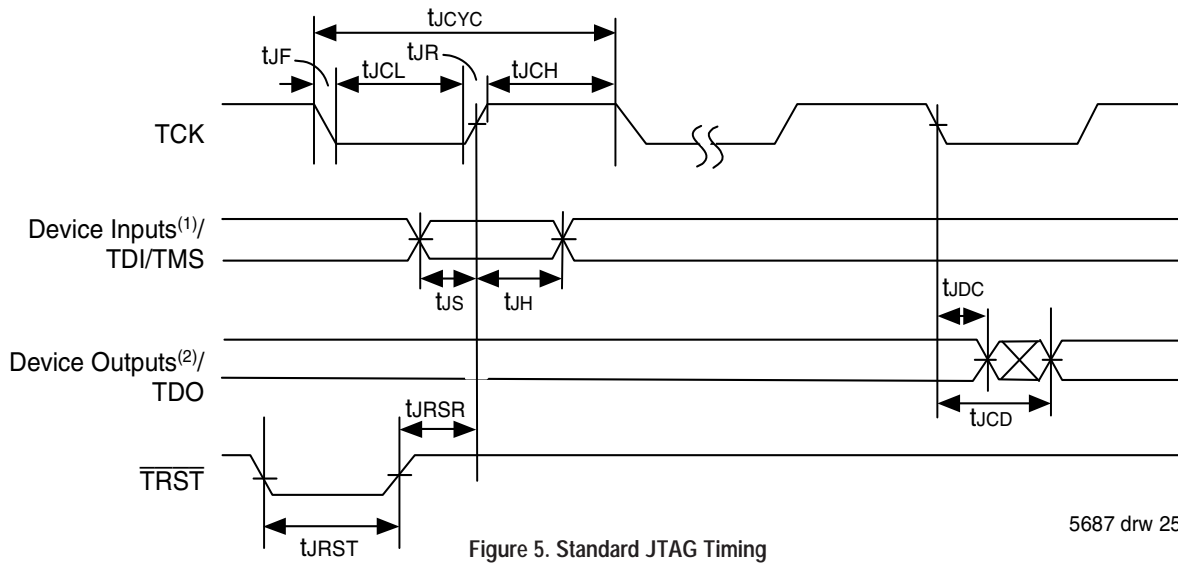 tJCYC
tJF
tJR
tJCL
tJCH
TCK
Device Inputs(1)/
TDI/TMS
tJS
tJH
tJDC
Device Outputs(2)/
TDO
tJRSR
tJCD
TRST
tJRST
5687 drw 25
Figure 5. Standard JTAG Timing